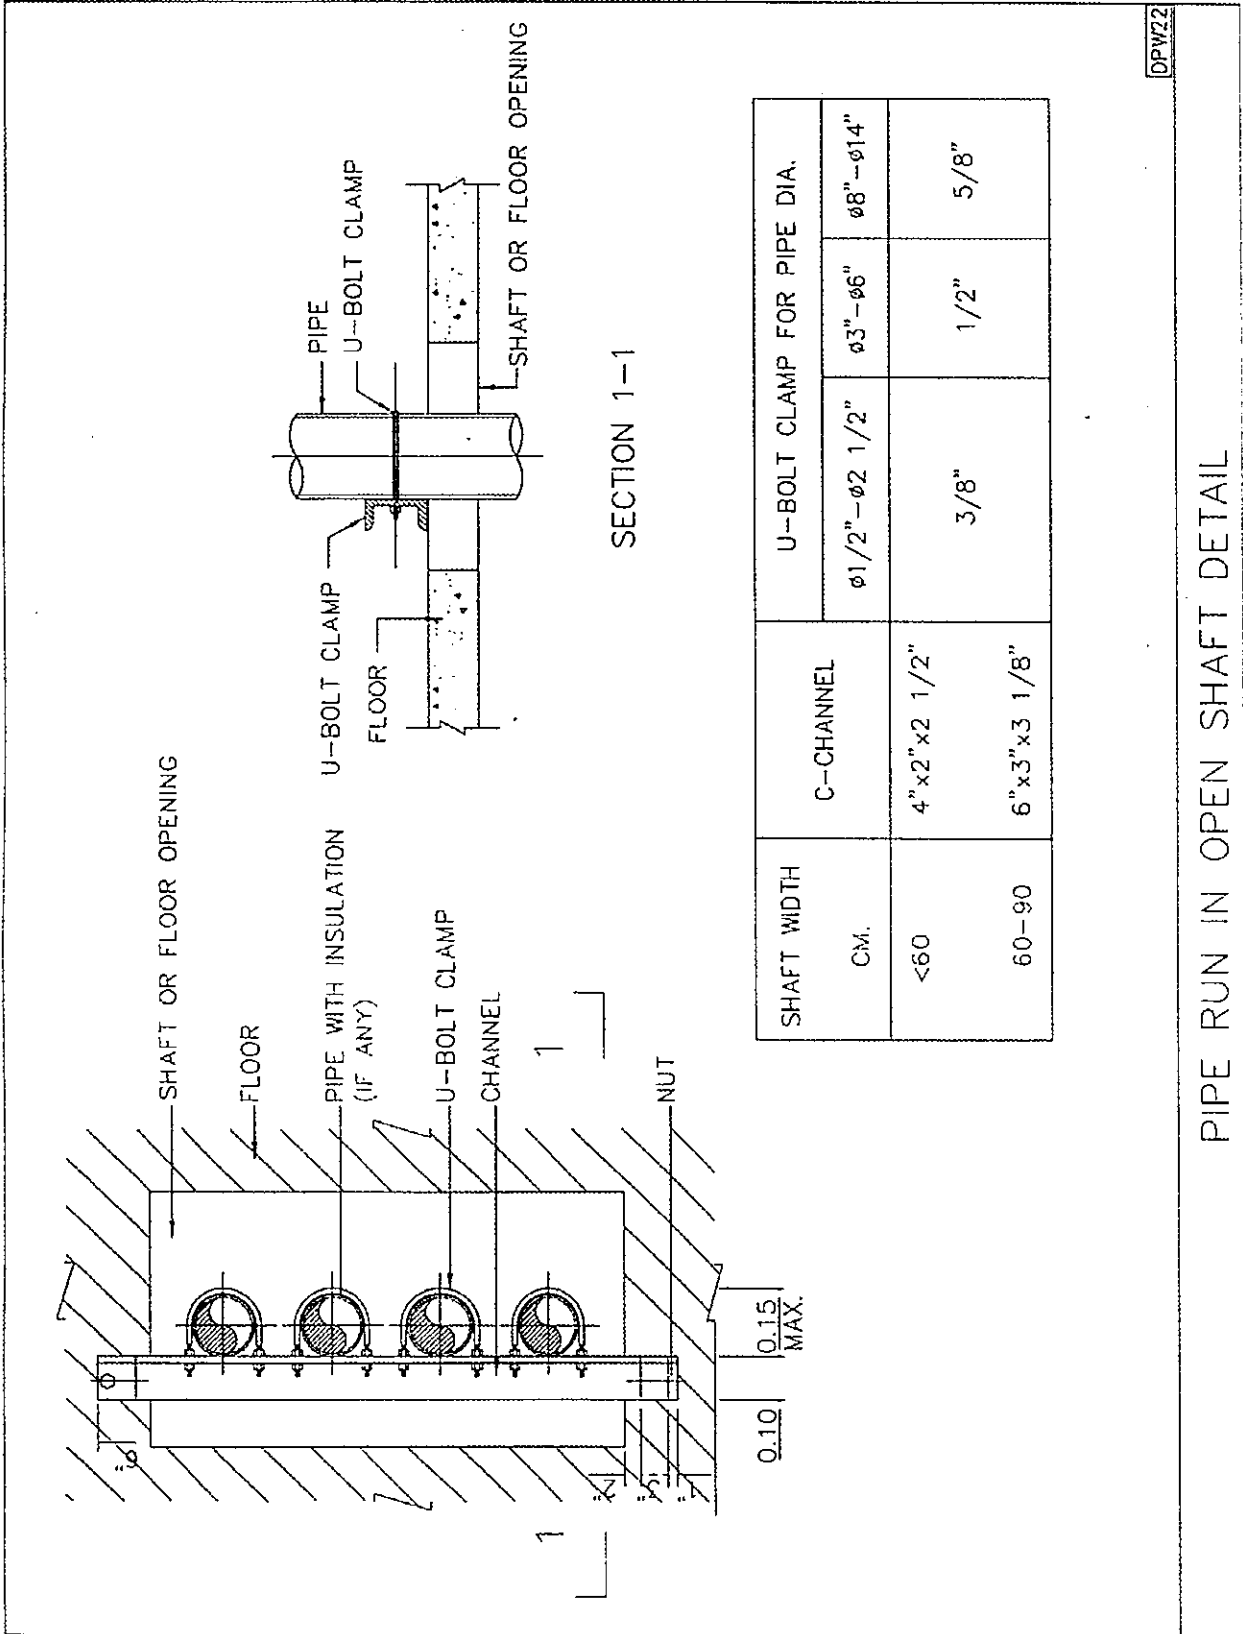 DPW22
SHAFT OR FLOOR OPENING
FLOOR
PIPE WITH INSULATION
(IF ANY)
U-BOLT CLAMP
CHANNEL
NUT
1
1
6"
2"
3"
1"
0.10
0.15
MAX.
PIPE
U-BOLT CLAMP
U-BOLT CLAMP
FLOOR
SHAFT OR FLOOR OPENING
SECTION 1-1
SHAFT WIDTH
CM.
C-CHANNEL
U-BOLT CLAMP FOR PIPE DIA.
ø1/2"-ø2 1/2"
ø3"-ø6"
ø8"-ø14"
<60
4"x2"x2 1/2"
60-90
6"x3"x3 1/8"
3/8"
1/2"
5/8"
PIPE RUN IN OPEN SHAFT DETAIL